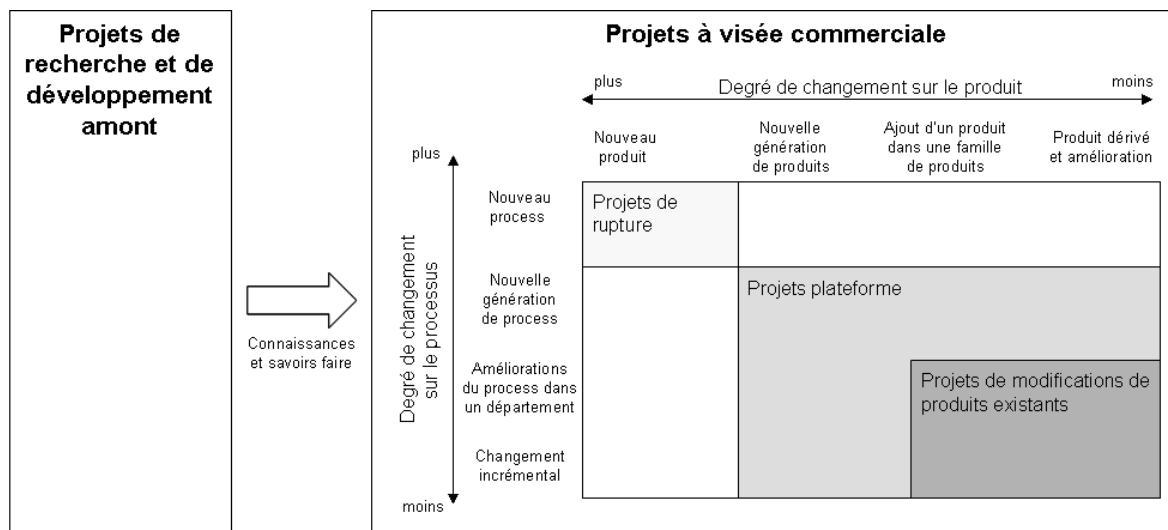 Projets de
recherche et de
développement
amont
Connaissances
et savoirs faire
Projets à visée commerciale
plus
Degré de changement sur le produit
moins
Nouveau
produit
Nouvelle
génération
de produits
Ajout d'un produit
dans une famille
de produits
Produit dérivé
et amélioration
plus
Degré de changement
sur le processus
moins
Nouveau
process
Nouvelle
génération
de process
Améliorations
du process dans
un département
Changement
incrémental
Projets de
rupture
Projets plateforme
Projets de modifications de
produits existants